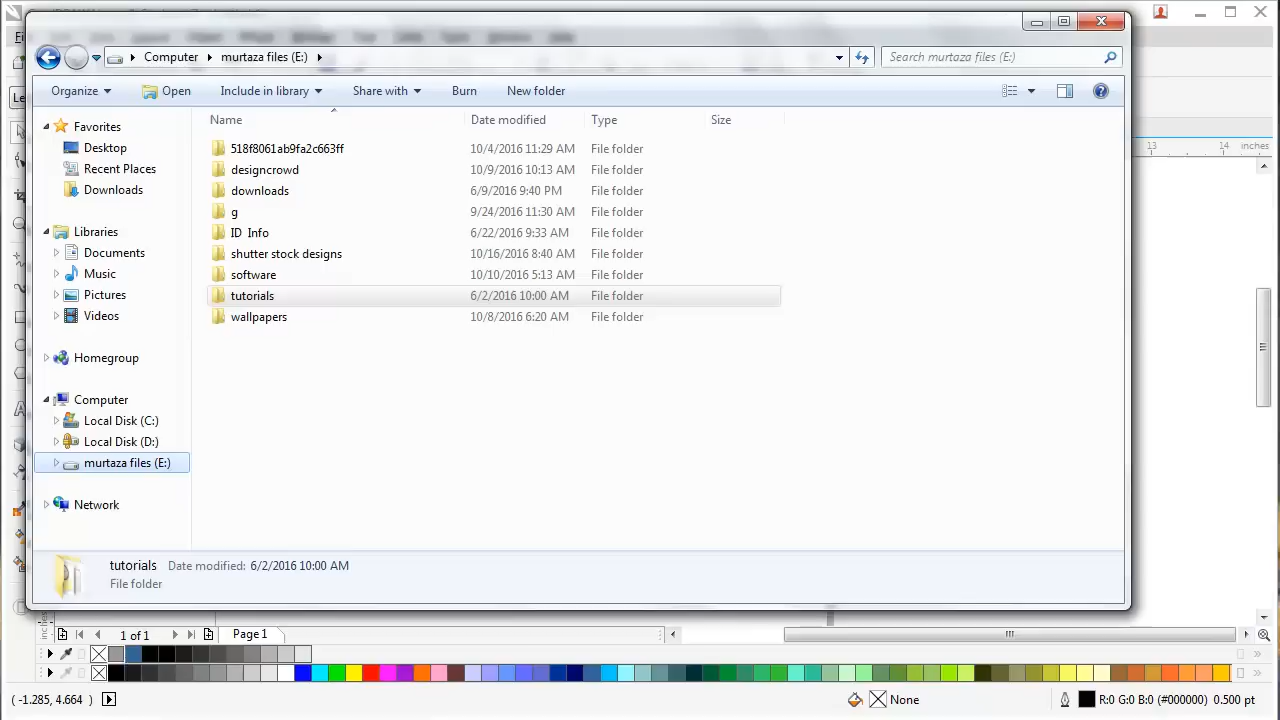 Computer murtaza files (E:)
Search murtaza files (E:)
Organize Open Include in library Share with Burn New folder
Name Date modified Type Size
Favorites
Desktop
Recent Places
Downloads
Libraries
Documents
Music
Pictures
Videos
Homegroup
Computer
Local Disk (C:)
Local Disk (D:)
murtaza files (E:)
Network
518f8061ab9fa2c663ff 10/4/2016 11:29 AM File folder
designcrowd 10/9/2016 10:13 AM File folder
downloads 6/9/2016 9:40 PM File folder
g 9/24/2016 11:30 AM File folder
ID Info 6/22/2016 9:33 AM File folder
shutter stock designs 10/16/2016 8:40 AM File folder
software 10/10/2016 5:13 AM File folder
tutorials 6/2/2016 10:00 AM File folder
wallpapers 10/8/2016 6:20 AM File folder
13 14 inches
tutorials Date modified: 6/2/2016 10:00 AM
File folder
inches
1 of 1 Page 1
( -1.285, 4.664 ) None R:0 G:0 B:0 (#000000) 0.500 pt